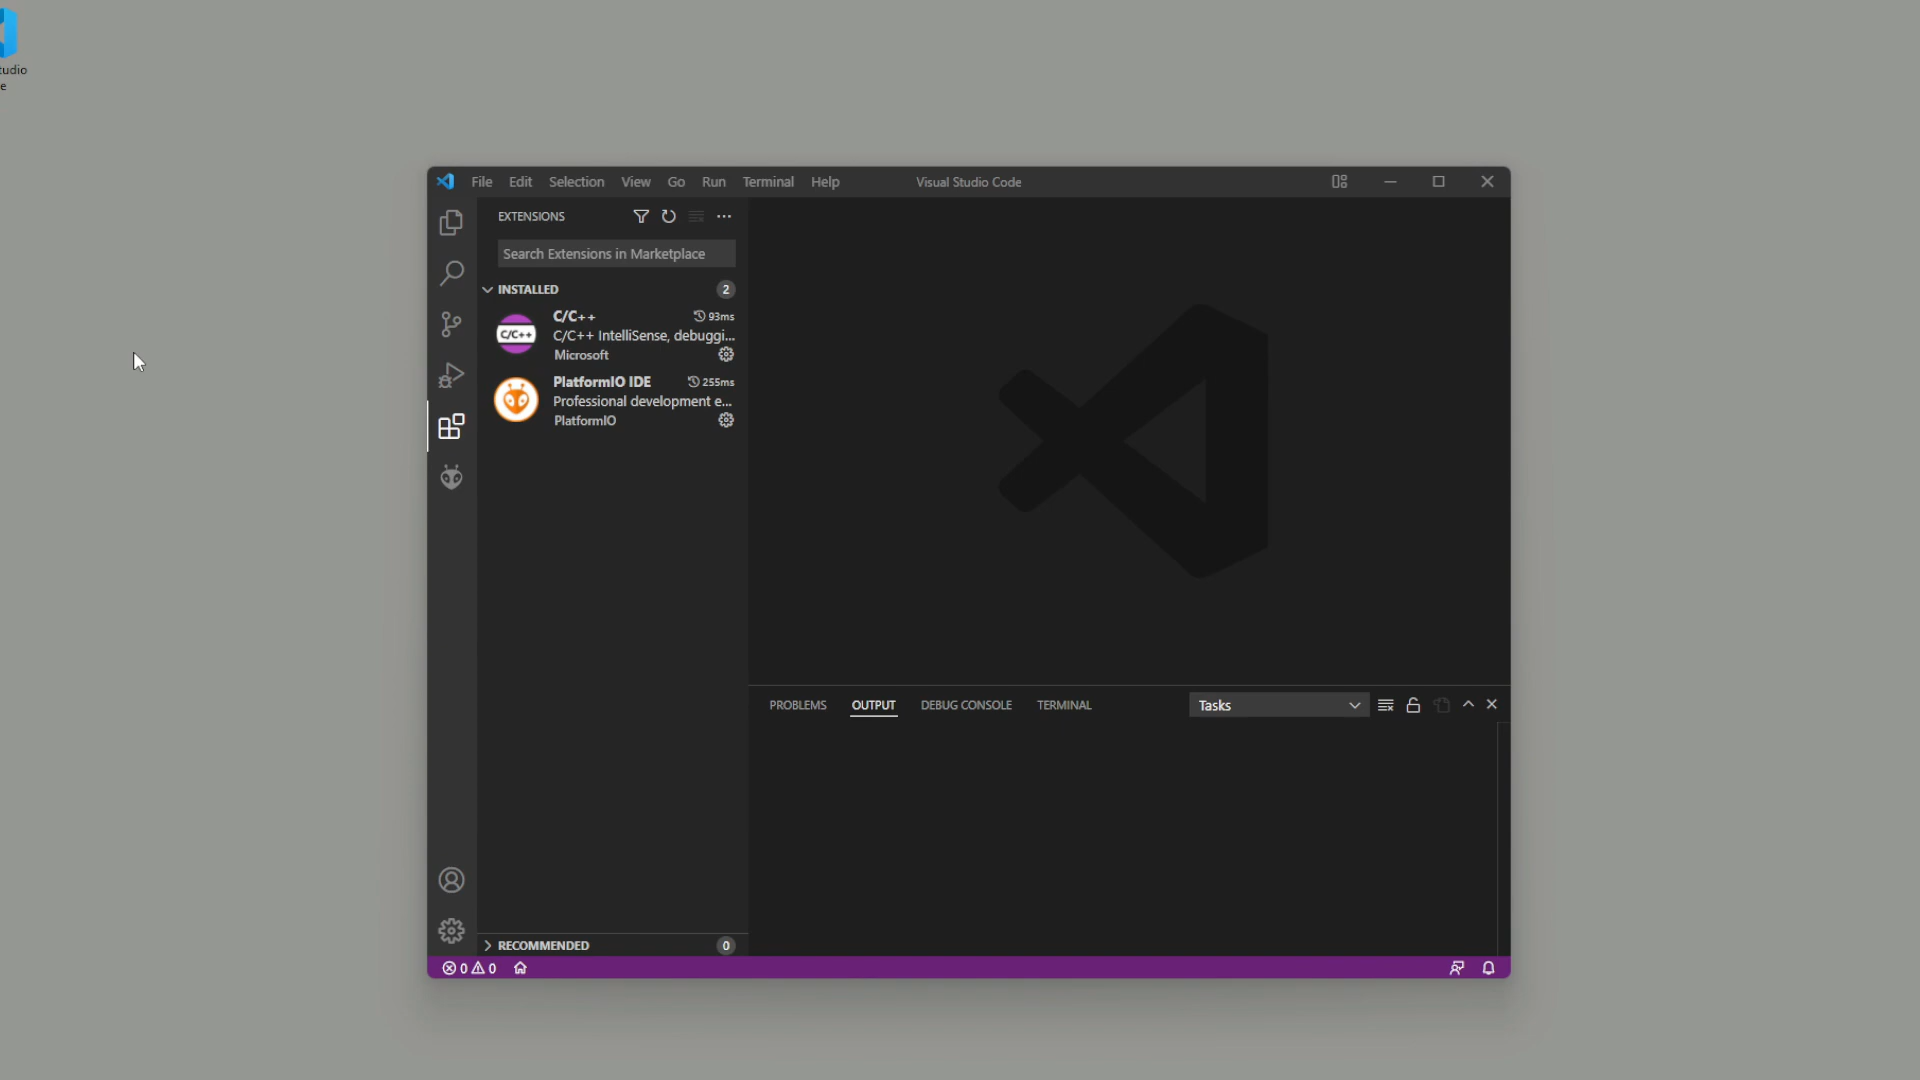 tudio
e
File Edit Selection View Go Run Terminal Help Visual Studio Code
EXTENSIONS
Search Extensions in Marketplace
INSTALLED 2
C/C++
C/C++ 93ms
C/C++ IntelliSense, debuggi...
Microsoft
PlatformIO IDE 255ms
Professional development e...
PlatformIO
PROBLEMS OUTPUT DEBUG CONSOLE TERMINAL Tasks
RECOMMENDED 0
0 0